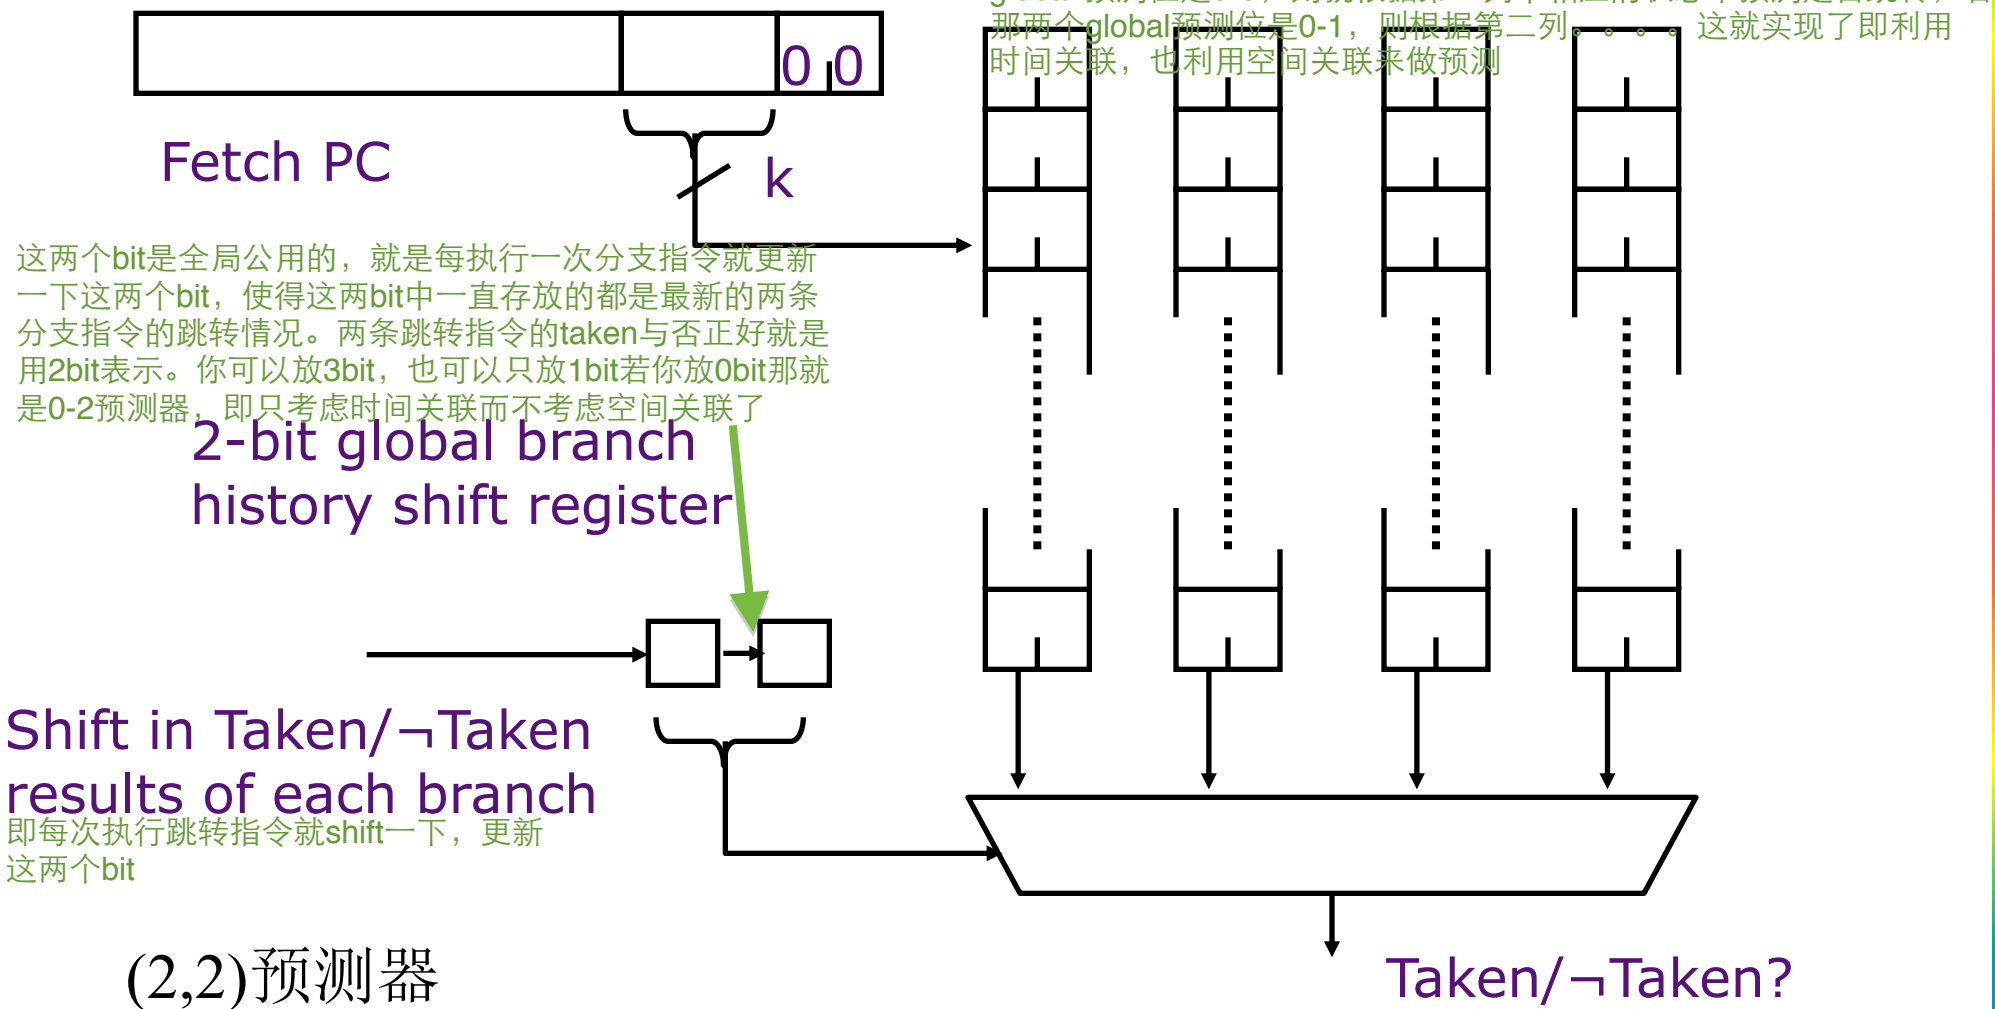 那两个global预测位是0-1，则根据第二列。。。。这就实现了即利用
时间关联，也利用空间关联来做预测
0 0
Fetch PC
k
这两个bit是全局公用的，就是每执行一次分支指令就更新
一下这两个bit，使得这两bit中一直存放的都是最新的两条
分支指令的跳转情况。两条跳转指令的taken与否正好就是
用2bit表示。你可以放3bit，也可以只放1bit若你放0bit那就
是0-2预测器，即只考虑时间关联而不考虑空间关联了
2-bit global branch
history shift register
Shift in Taken/¬Taken
results of each branch
即每次执行跳转指令就shift一下，更新
这两个bit
(2,2)预测器
Taken/¬Taken?